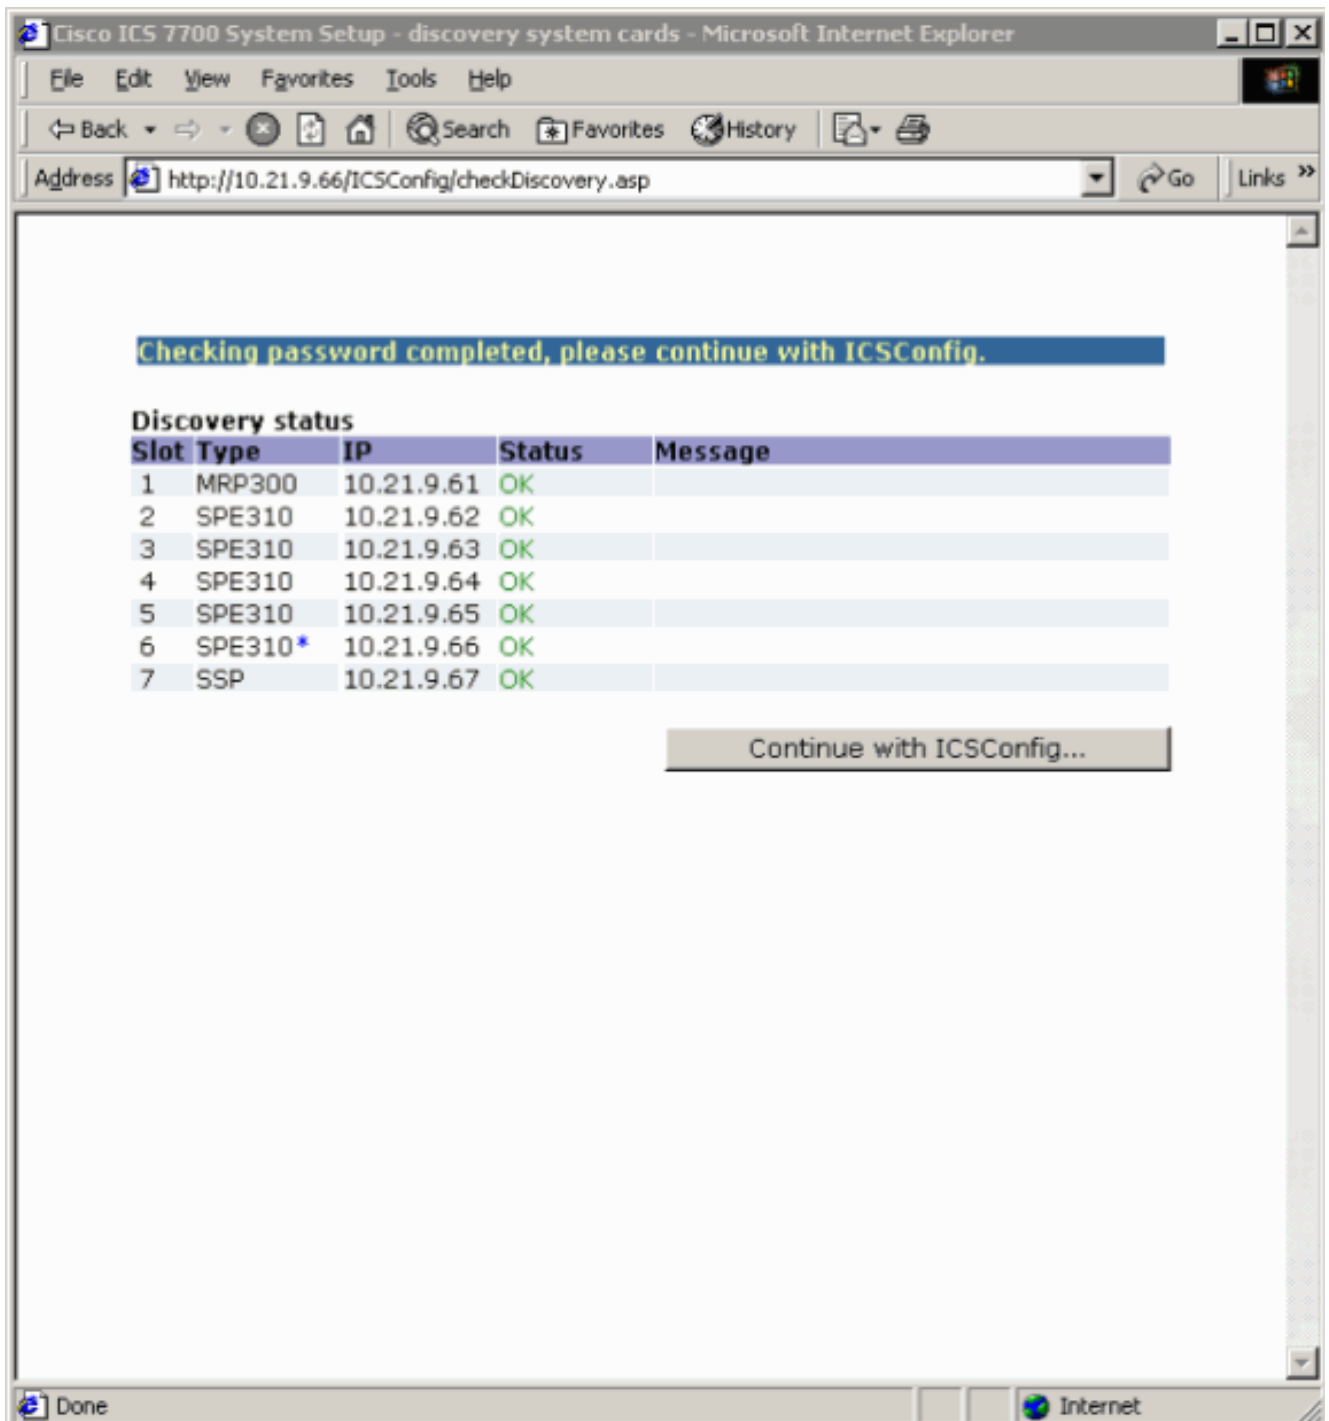 Cisco ICS 7700 System Setup - discovery system cards - Microsoft Internet Explorer
File Edit View Favorites Tools Help
Back Search Favorites History
Address http://10.21.9.66/ICSConfig/checkDiscovery.asp Go Links »
Checking password completed, please continue with ICSConfig.
Discovery status
Slot Type IP Status Message
1 MRP300 10.21.9.61 OK
2 SPE310 10.21.9.62 OK
3 SPE310 10.21.9.63 OK
4 SPE310 10.21.9.64 OK
5 SPE310 10.21.9.65 OK
6 SPE310* 10.21.9.66 OK
7 SSP 10.21.9.67 OK
Continue with ICSConfig...
Done Internet